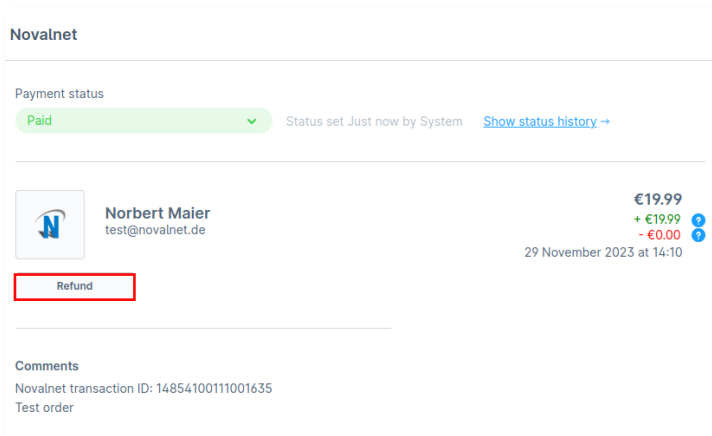 Novalnet
Payment status
Paid
Status set Just now by System
Show status history →
N
Norbert Maier
test@novalnet.de
€19.99
+ €19.99 ?
- €0.00 ?
29 November 2023 at 14:10
Refund
Comments
Novalnet transaction ID: 14854100111001635
Test order